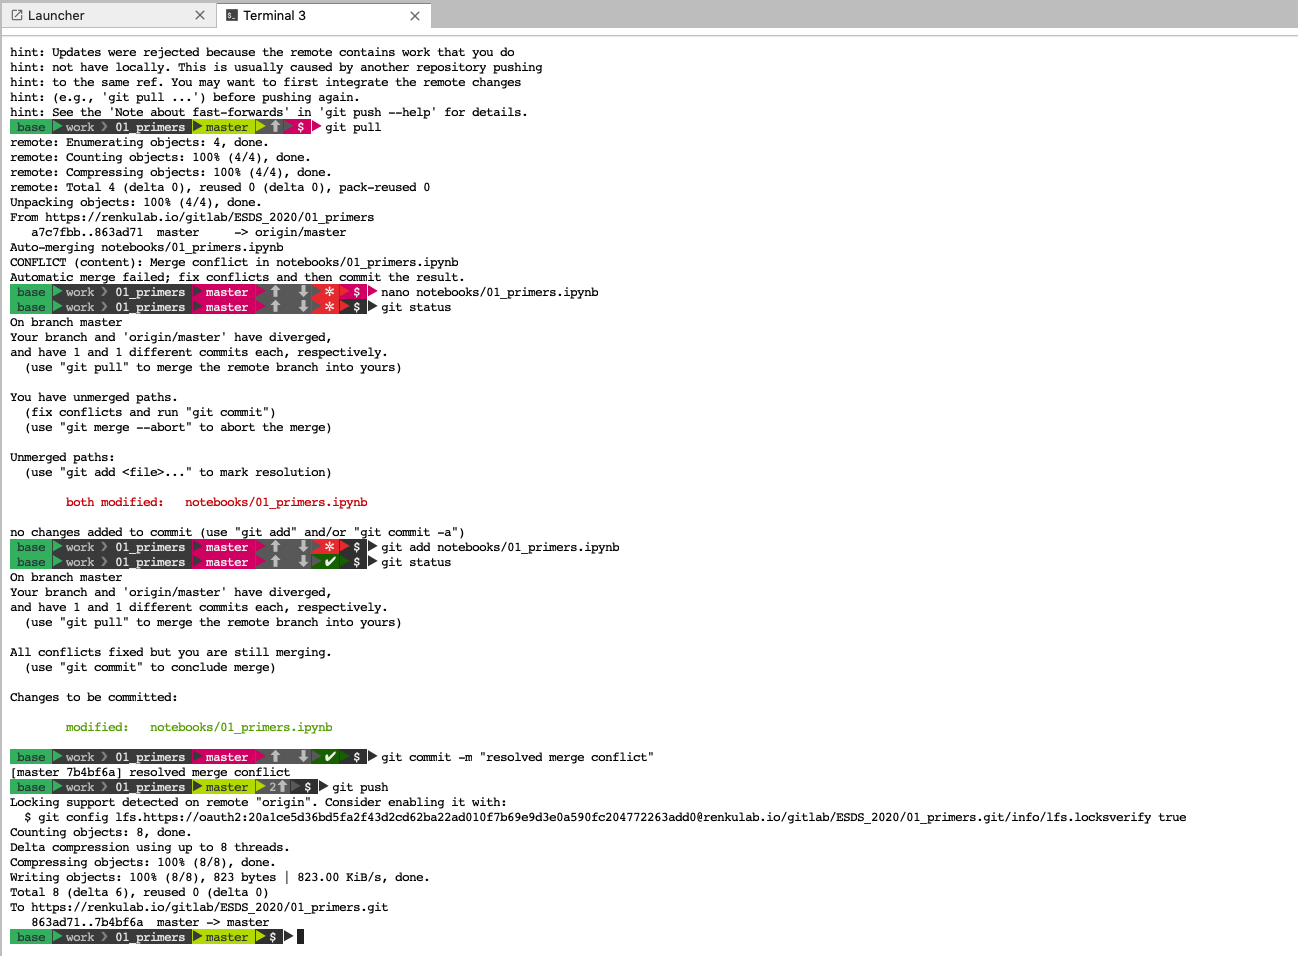 Launcher
Terminal 3
hint: Updates were rejected because the remote contains work that you do
hint: not have locally. This is usually caused by another repository pushing
hint: to the same ref. You may want to first integrate the remote changes
hint: (e.g., 'git pull ...') before pushing again.
hint: See the 'Note about fast-forwards' in 'git push --help' for details.
base work 01_primers master ⬆ $ git pull
remote: Enumerating objects: 4, done.
remote: Counting objects: 100% (4/4), done.
remote: Compressing objects: 100% (4/4), done.
remote: Total 4 (delta 0), reused 0 (delta 0), pack-reused 0
Unpacking objects: 100% (4/4), done.
From https://renkulab.io/gitlab/ESDS_2020/01_primers
   a7c7fbb..863ad71  master     -> origin/master
Auto-merging notebooks/01_primers.ipynb
CONFLICT (content): Merge conflict in notebooks/01_primers.ipynb
Automatic merge failed; fix conflicts and then commit the result.
base work 01_primers master ⬆ ⬇ * $ nano notebooks/01_primers.ipynb
base work 01_primers master ⬆ ⬇ * $ git status
On branch master
Your branch and 'origin/master' have diverged,
and have 1 and 1 different commits each, respectively.
  (use "git pull" to merge the remote branch into yours)
You have unmerged paths.
  (fix conflicts and run "git commit")
  (use "git merge --abort" to abort the merge)
Unmerged paths:
  (use "git add <file>..." to mark resolution)
both modified:   notebooks/01_primers.ipynb
no changes added to commit (use "git add" and/or "git commit -a")
base work 01_primers master ⬆ ⬇ * $ git add notebooks/01_primers.ipynb
base work 01_primers master ⬆ ⬇ ✔ $ git status
On branch master
Your branch and 'origin/master' have diverged,
and have 1 and 1 different commits each, respectively.
  (use "git pull" to merge the remote branch into yours)
All conflicts fixed but you are still merging.
  (use "git commit" to conclude merge)
Changes to be committed:
modified:   notebooks/01_primers.ipynb
base work 01_primers master ⬆ ⬇ ✔ $ git commit -m "resolved merge conflict"
[master 7b4bf6a] resolved merge conflict
base work 01_primers master 2⬆ $ git push
Locking support detected on remote "origin". Consider enabling it with:
  $ git config lfs.https://oauth2:20a1ce5d36bd5fa2f43d2cd62ba22ad010f7b69e9d3e0a590fc204772263add0@renkulab.io/gitlab/ESDS_2020/01_primers.git/info/lfs.locksverify true
Counting objects: 8, done.
Delta compression using up to 8 threads.
Compressing objects: 100% (8/8), done.
Writing objects: 100% (8/8), 823 bytes | 823.00 KiB/s, done.
Total 8 (delta 6), reused 0 (delta 0)
To https://renkulab.io/gitlab/ESDS_2020/01_primers.git
   863ad71..7b4bf6a  master -> master
base work 01_primers master $